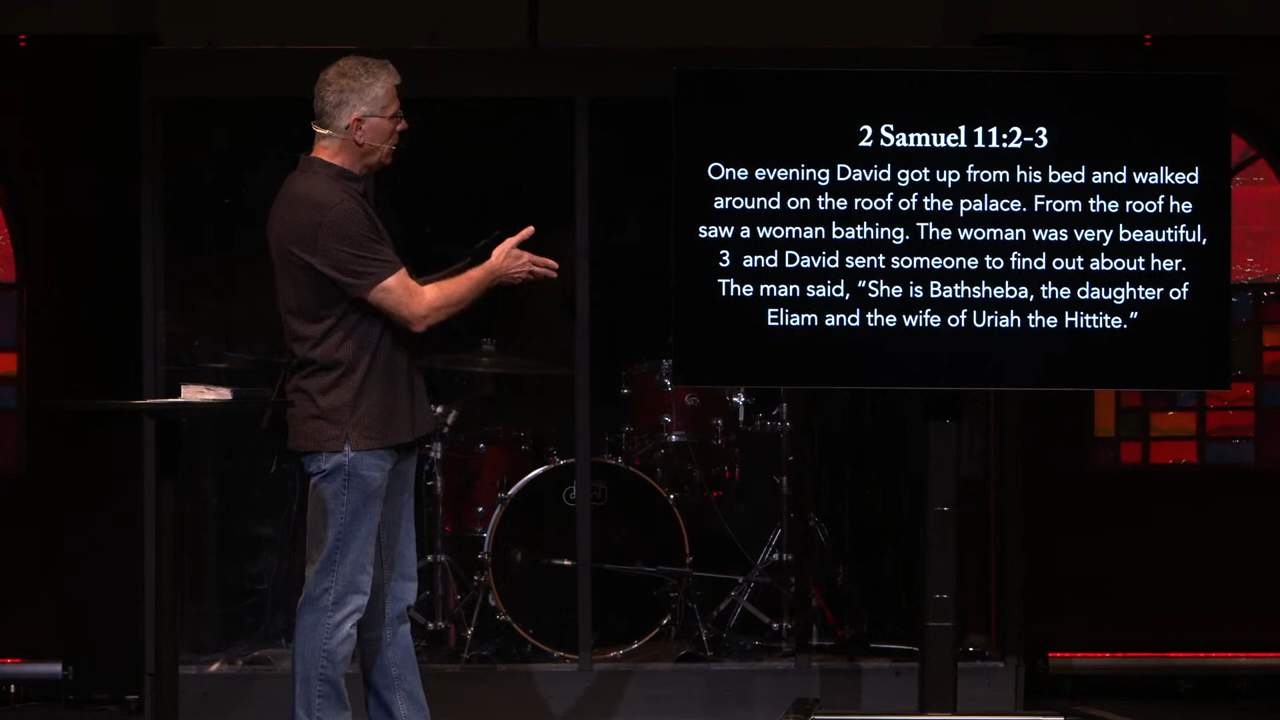 2 Samuel 11:2-3
One evening David got up from his bed and walked
around on the roof of the palace. From the roof he
saw a woman bathing. The woman was very beautiful,
3 and David sent someone to find out about her.
The man said, “She is Bathsheba, the daughter of
Eliam and the wife of Uriah the Hittite.”
dw